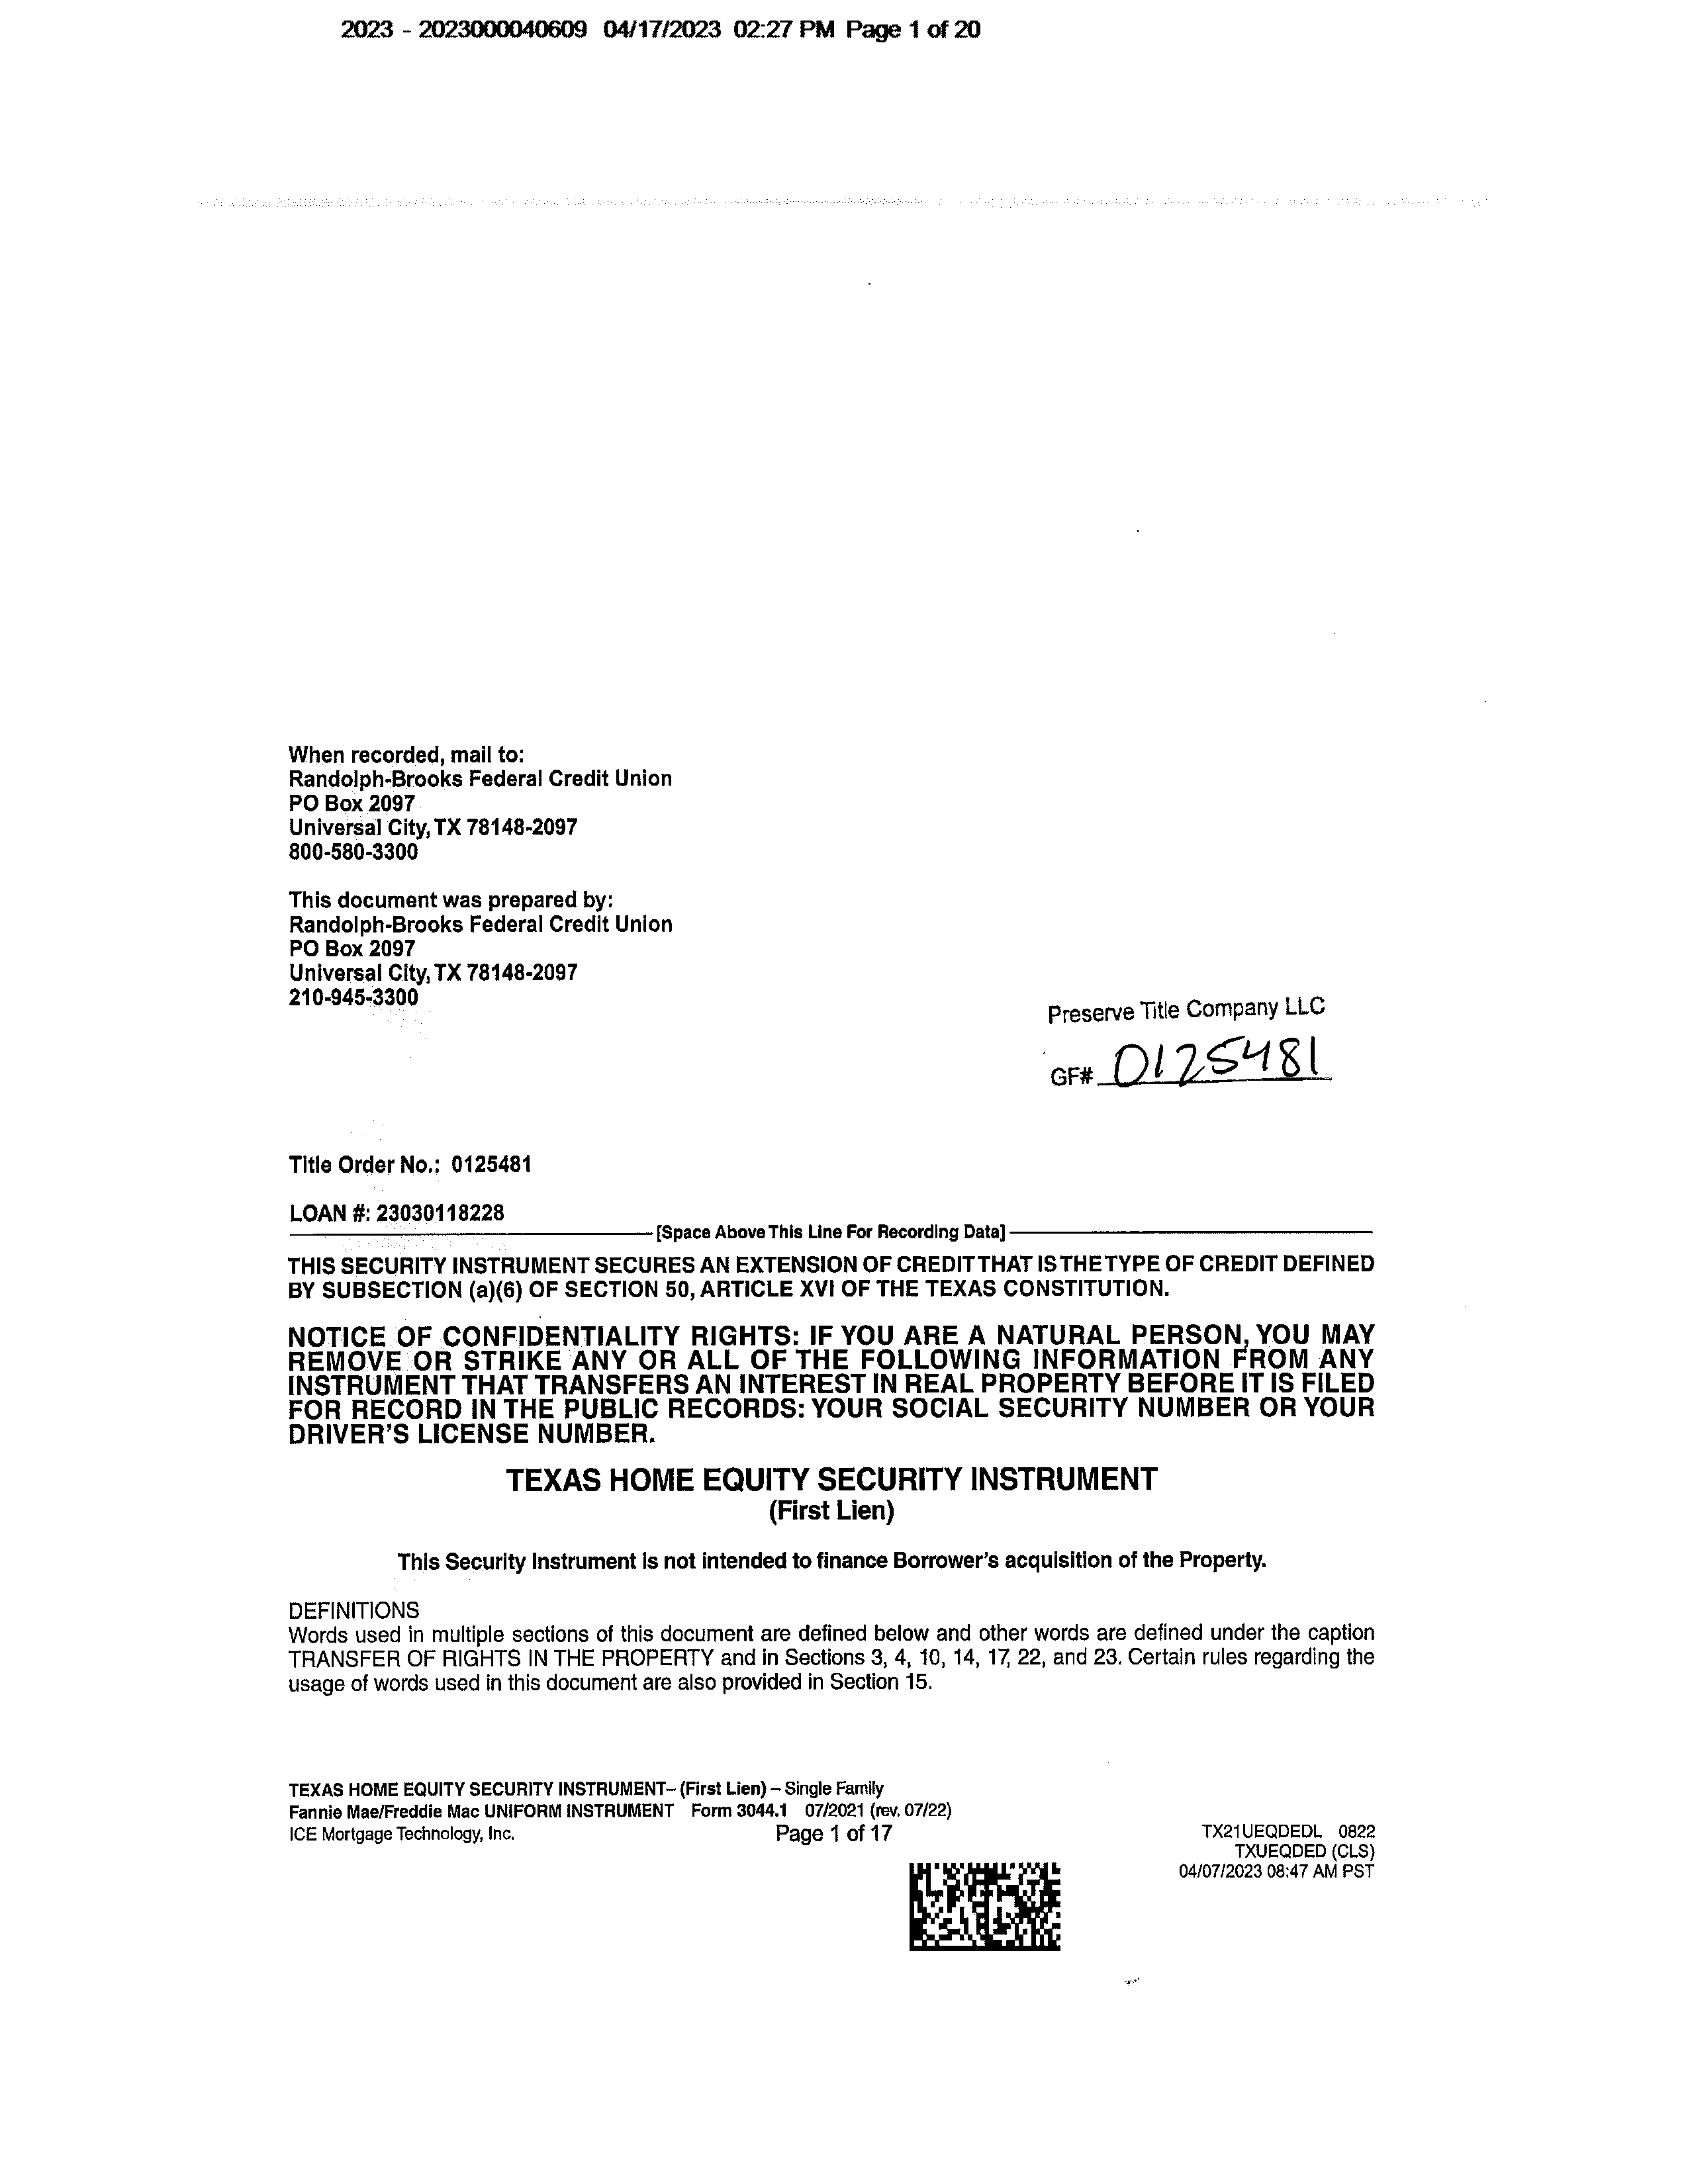 2023 - 2023000040609 04/17/2023 02:27 PM Page 1 of 20
When recorded, mail to:
Randolph-Brooks Federal Credit Union
PO Box 2097
Universal City, TX 78148-2097
800-580-3300
This document was prepared by:
Randolph-Brooks Federal Credit Union
PO Box 2097
Universal City, TX 78148-2097
210-945-3300
Preserve Title Company LLC
GF# 0125481
Title Order No.: 0125481
LOAN #: 23030118228
[Space Above This Line For Recording Data]
THIS SECURITY INSTRUMENT SECURES AN EXTENSION OF CREDIT THAT IS THE TYPE OF CREDIT DEFINED
BY SUBSECTION (a)(6) OF SECTION 50, ARTICLE XVI OF THE TEXAS CONSTITUTION.
NOTICE OF CONFIDENTIALITY RIGHTS: IF YOU ARE A NATURAL PERSON, YOU MAY
REMOVE OR STRIKE ANY OR ALL OF THE FOLLOWING INFORMATION FROM ANY
INSTRUMENT THAT TRANSFERS AN INTEREST IN REAL PROPERTY BEFORE IT IS FILED
FOR RECORD IN THE PUBLIC RECORDS: YOUR SOCIAL SECURITY NUMBER OR YOUR
DRIVER'S LICENSE NUMBER.
TEXAS HOME EQUITY SECURITY INSTRUMENT
(First Lien)
This Security Instrument is not intended to finance Borrower's acquisition of the Property.
DEFINITIONS
Words used in multiple sections of this document are defined below and other words are defined under the caption
TRANSFER OF RIGHTS IN THE PROPERTY and in Sections 3, 4, 10, 14, 17, 22, and 23. Certain rules regarding the
usage of words used in this document are also provided in Section 15.
TEXAS HOME EQUITY SECURITY INSTRUMENT– (First Lien) – Single Family
Fannie Mae/Freddie Mac UNIFORM INSTRUMENT Form 3044.1 07/2021 (rev. 07/22)
ICE Mortgage Technology, Inc. Page 1 of 17 TX21UEQDEDL 0822
TXUEQDED (CLS)
04/07/2023 08:47 AM PST